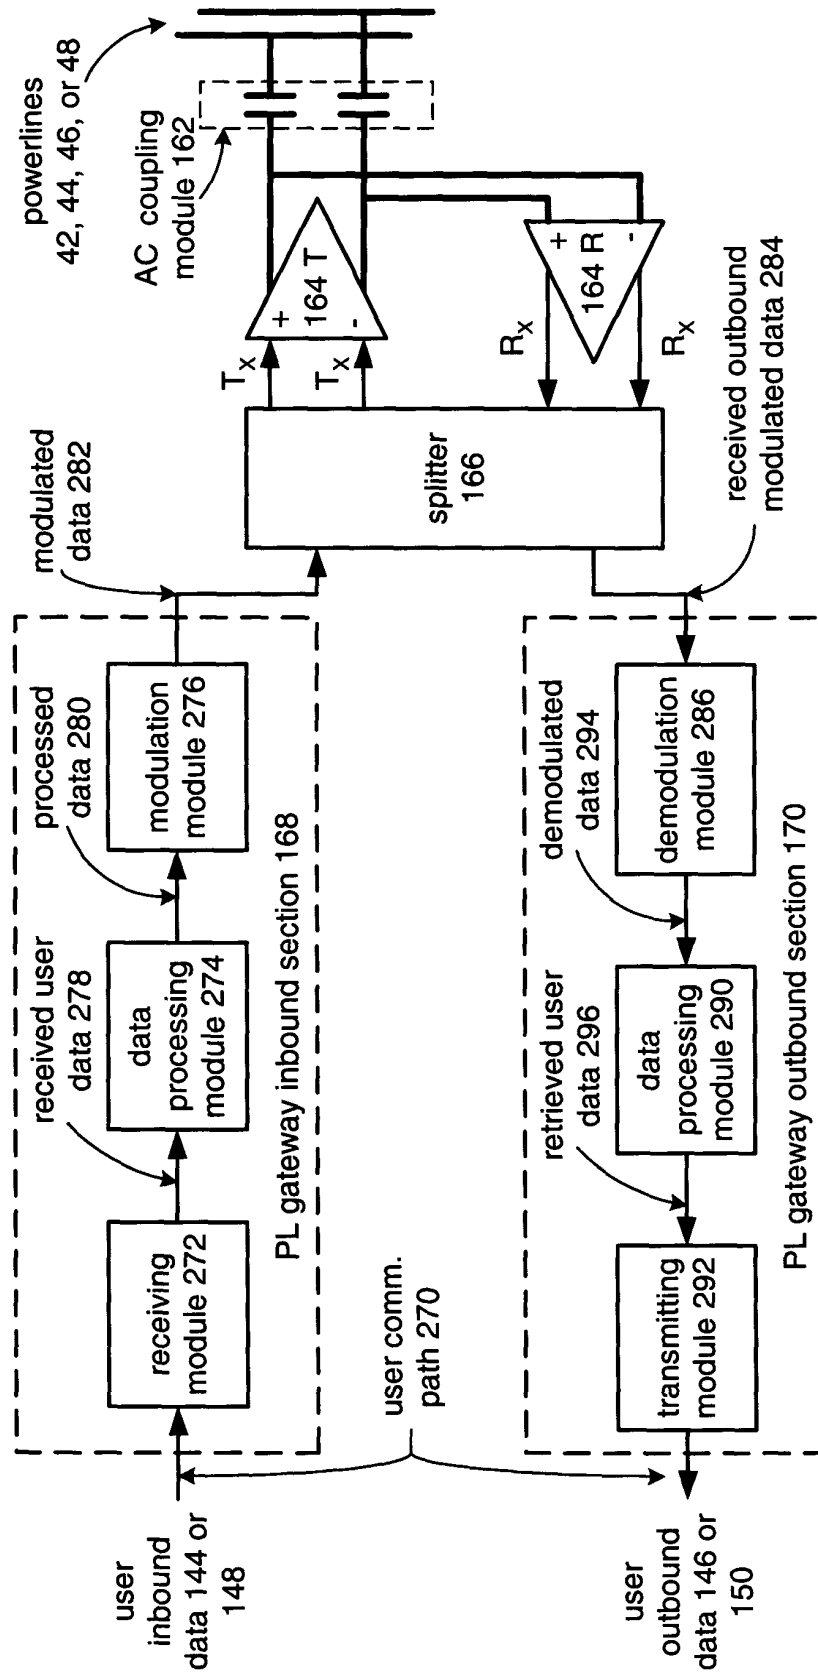 user
inbound
data 144 or
148
receiving
module 272
received user
data 278
data
processing
module 274
processed
data 280
modulation
module 276
modulated
data 282
PL gateway inbound section 168
user comm.
path 270
splitter
166
TX
TX
+
164 T
-
AC coupling
module 162
powerlines
42, 44, 46, or 48
RX
RX
+
164 R
-
received outbound
modulated data 284
demodulation
module 286
demodulated
data 294
data
processing
module 290
retrieved user
data 296
transmitting
module 292
PL gateway outbound section 170
user
outbound
data 146 or
150